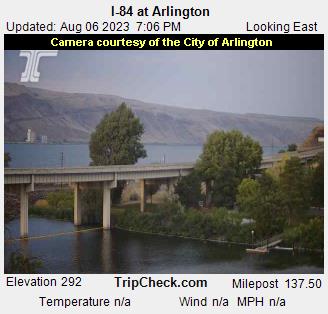 I-84 at Arlington
Updated: Aug 06 2023 7:06 PM Looking East
Camera courtesy of the City of Arlington
Elevation 292 TripCheck.com Milepost 137.50
Temperature n/a Wind n/a MPH n/a